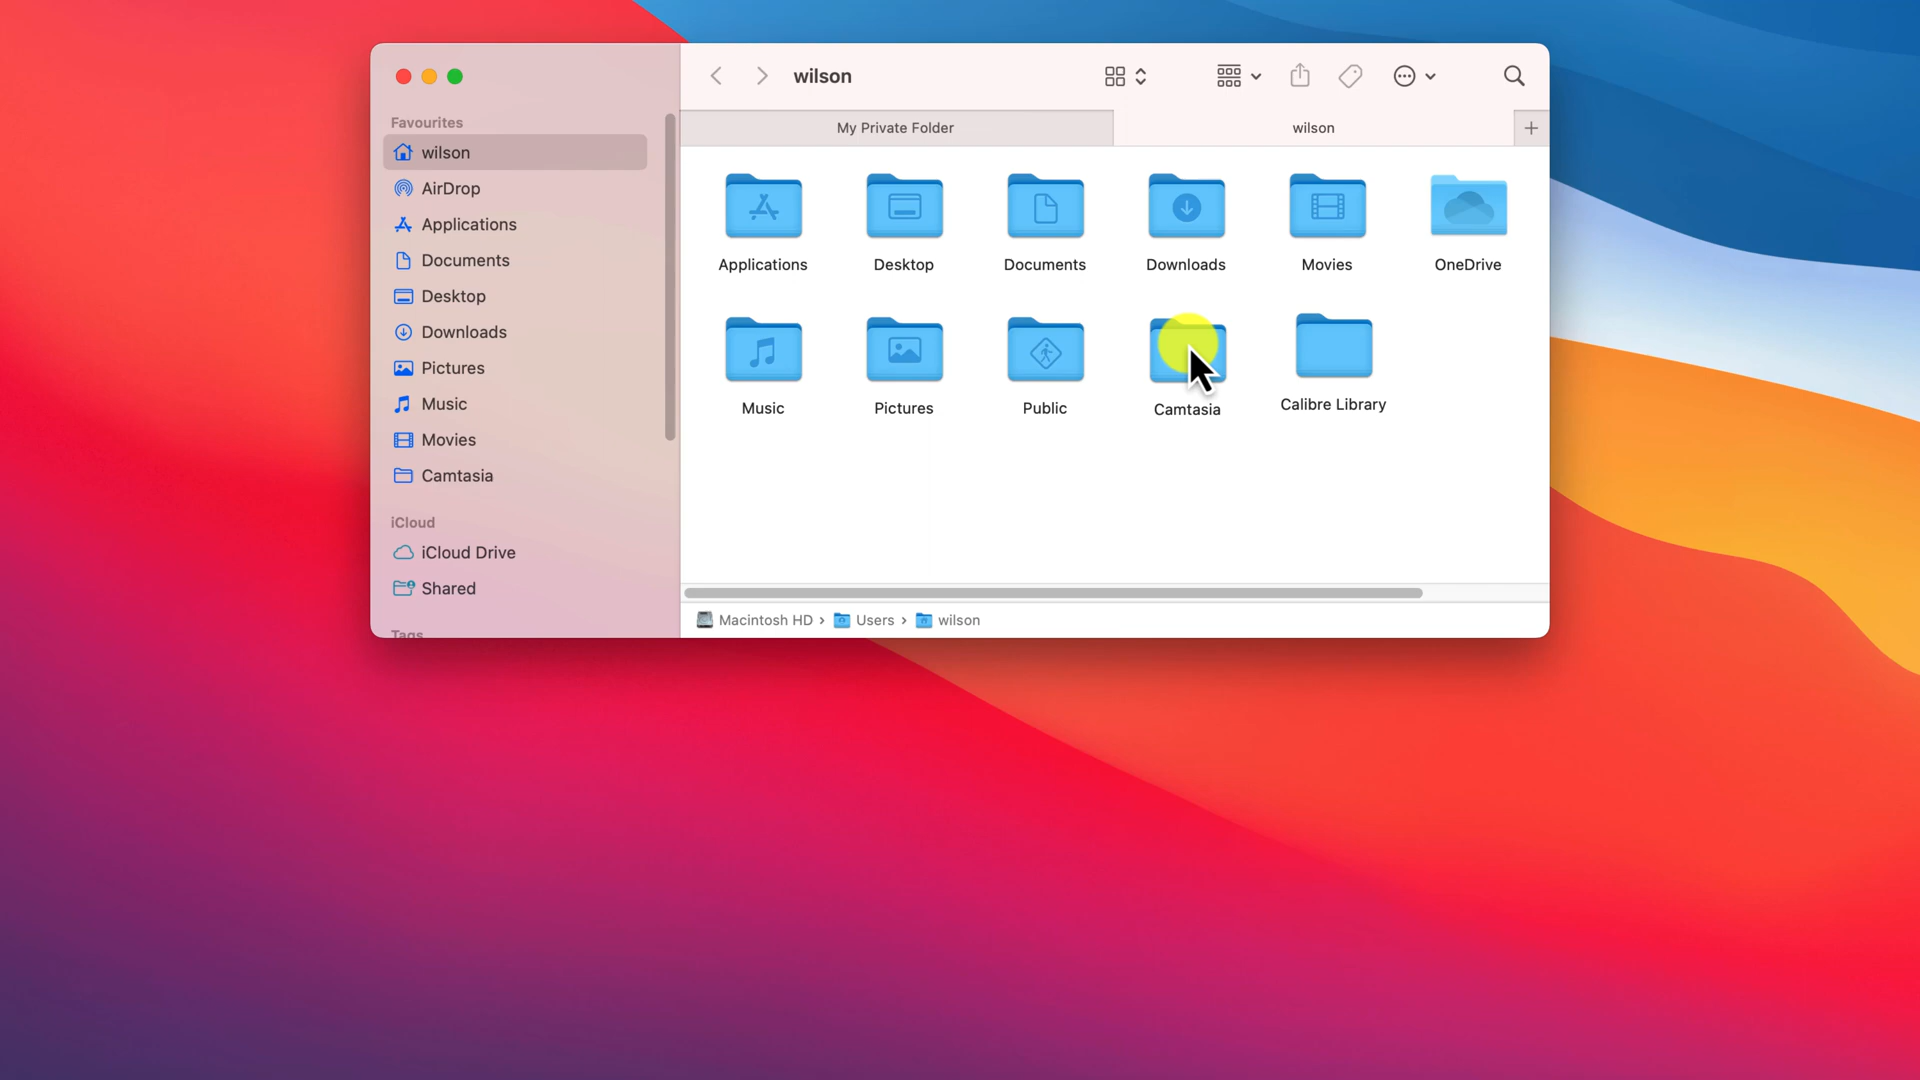 wilson
My Private Folder
wilson
Favourites
wilson
AirDrop
Applications
Documents
Desktop
Downloads
Pictures
Music
Movies
Camtasia
iCloud
iCloud Drive
Shared
Tags
Applications
Desktop
Documents
Downloads
Movies
OneDrive
Music
Pictures
Public
Camtasia
Calibre Library
Macintosh HD › Users › wilson